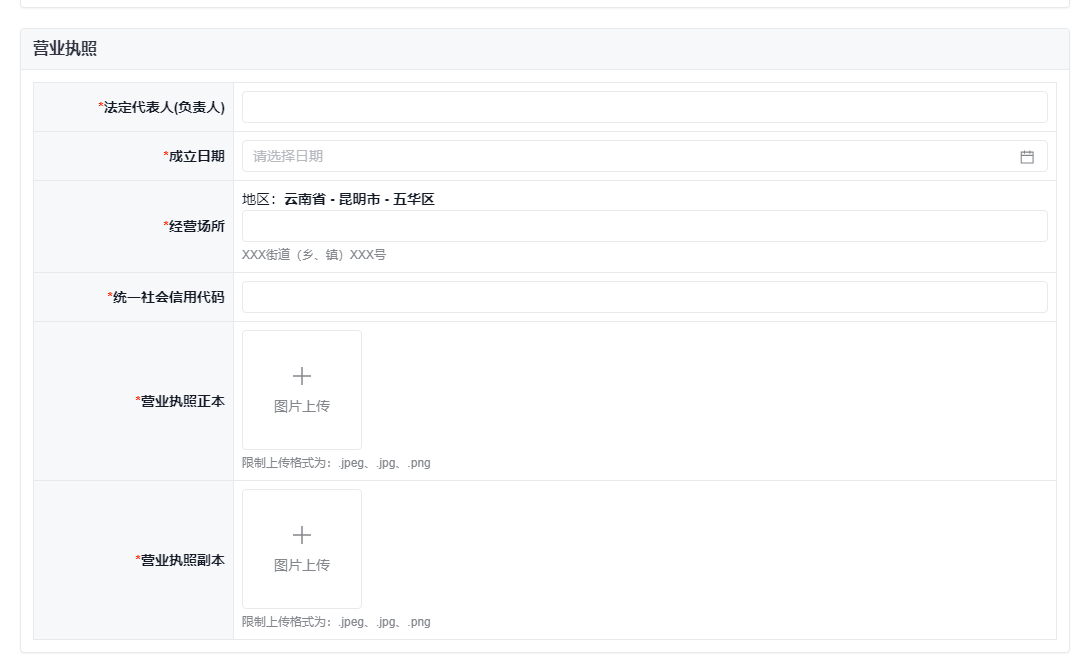 营业执照
*法定代表人(负责人)
*成立日期
请选择日期
地区：云南省 - 昆明市 - 五华区
*经营场所
XXX街道（乡、镇）XXX号
*统一社会信用代码
*营业执照正本
图片上传
限制上传格式为：.jpeg、.jpg、.png
*营业执照副本
图片上传
限制上传格式为：.jpeg、.jpg、.png